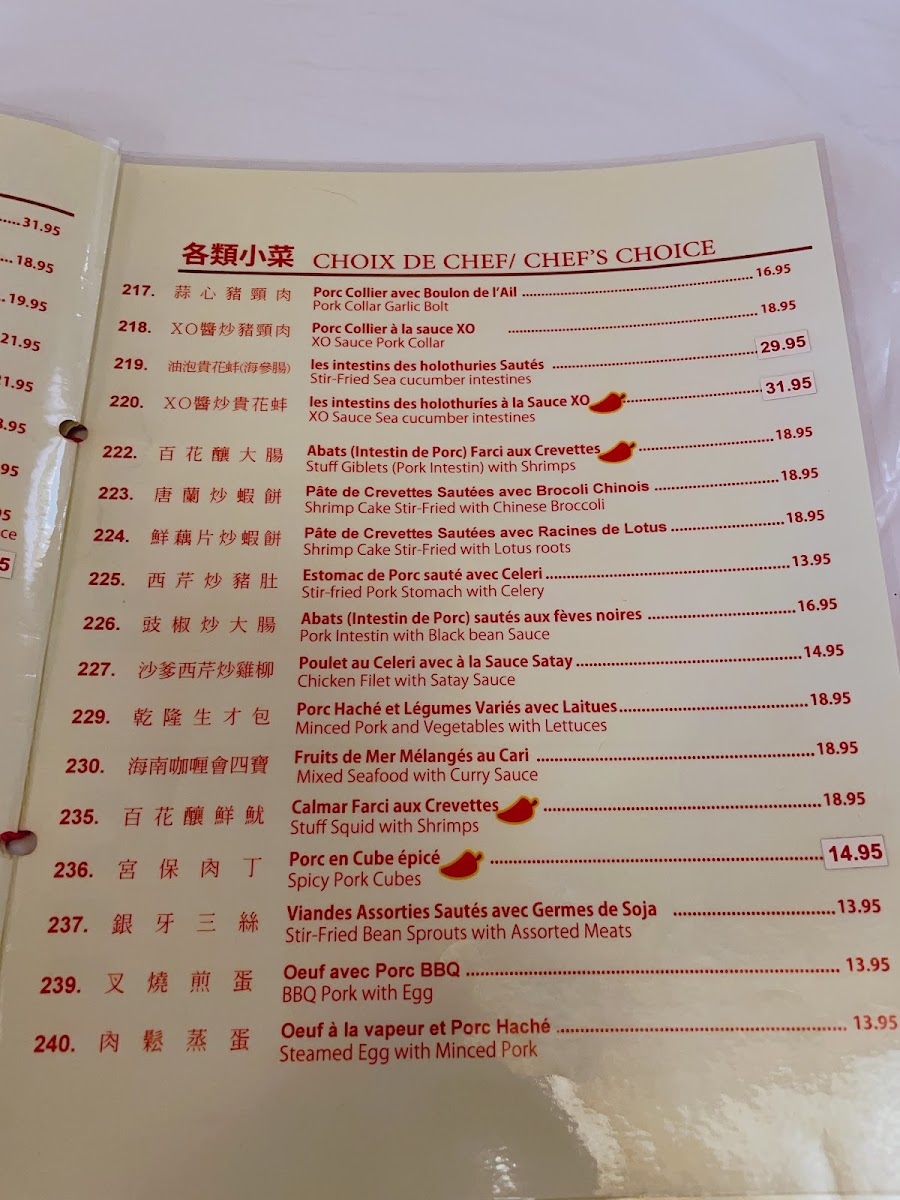 .....31.95
...18.95
19.95
21.95
1.95
3.95
95
5
ce
5
各類小菜 CHOIX DE CHEF/ CHEF'S CHOICE
217. 蒜心豬頸肉 Porc Collier avec Boulon de l'Ail 16.95
Pork Collar Garlic Bolt
218. XO醬炒豬頸肉 Porc Collier à la sauce XO 18.95
XO Sauce Pork Collar
219. 油泡貴花蚌(海參腸) les intestins des holothuries Sautés 29.95
Stir-Fried Sea cucumber intestines
220. XO醬炒貴花蚌 les intestins des holothuries à la Sauce XO 31.95
XO Sauce Sea cucumber intestines
222. 百花釀大腸 Abats (Intestin de Porc) Farci aux Crevettes 18.95
Stuff Giblets (Pork Intestin) with Shrimps
223. 唐蘭炒蝦餅 Pâte de Crevettes Sautées avec Brocoli Chinois 18.95
Shrimp Cake Stir-Fried with Chinese Broccoli
224. 鮮藕片炒蝦餅 Pâte de Crevettes Sautées avec Racines de Lotus 18.95
Shrimp Cake Stir-Fried with Lotus roots
225. 西芹炒豬肚 Estomac de Porc sauté avec Celeri 13.95
Stir-fried Pork Stomach with Celery
226. 豉椒炒大腸 Abats (Intestin de Porc) sautés aux fèves noires 16.95
Pork Intestin with Black bean Sauce
227. 沙爹西芹炒雞柳 Poulet au Celeri avec à la Sauce Satay 14.95
Chicken Filet with Satay Sauce
229. 乾隆生才包 Porc Haché et Légumes Variés avec Laitues 18.95
Minced Pork and Vegetables with Lettuces
230. 海南咖喱會四寶 Fruits de Mer Mélangés au Cari 18.95
Mixed Seafood with Curry Sauce
235. 百花釀鮮魷 Calmar Farci aux Crevettes 18.95
Stuff Squid with Shrimps
236. 宮保肉丁 Porc en Cube épicé 14.95
Spicy Pork Cubes
237. 銀牙三絲 Viandes Assorties Sautés avec Germes de Soja 13.95
Stir-Fried Bean Sprouts with Assorted Meats
239. 叉燒煎蛋 Oeuf avec Porc BBQ 13.95
BBQ Pork with Egg
240. 肉鬆蒸蛋 Oeuf à la vapeur et Porc Haché 13.95
Steamed Egg with Minced Pork